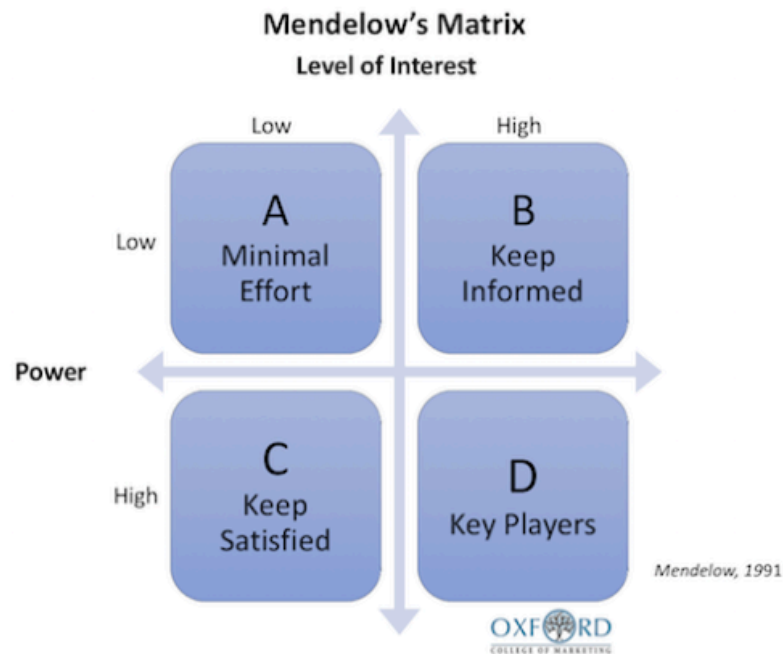 Mendelow's Matrix
Level of Interest
Low
High
Low
A
Minimal
Effort
B
Keep
Informed
Power
High
C
Keep
Satisfied
D
Key Players
Mendelow, 1991
OXFORD
COLLEGE OF MARKETING